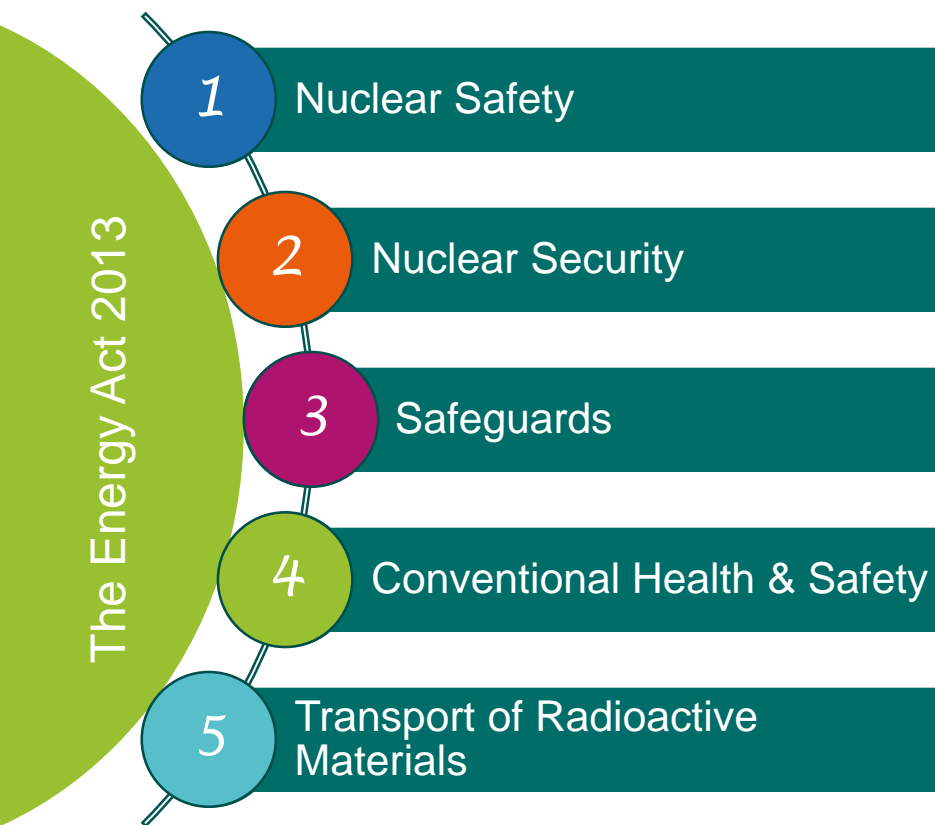 The Energy Act 2013
1
Nuclear Safety
2
Nuclear Security
3
Safeguards
4
Conventional Health & Safety
5
Transport of Radioactive
Materials